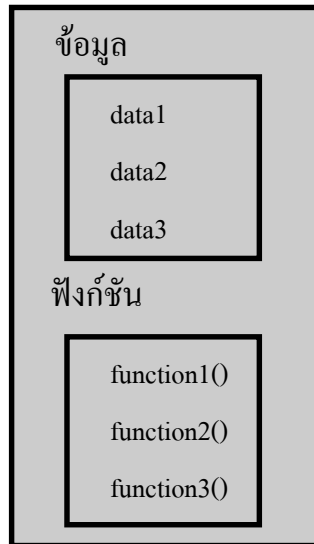 ข้อมูล
data1
data2
data3
ฟังก์ชัน
function1()
function2()
function3()